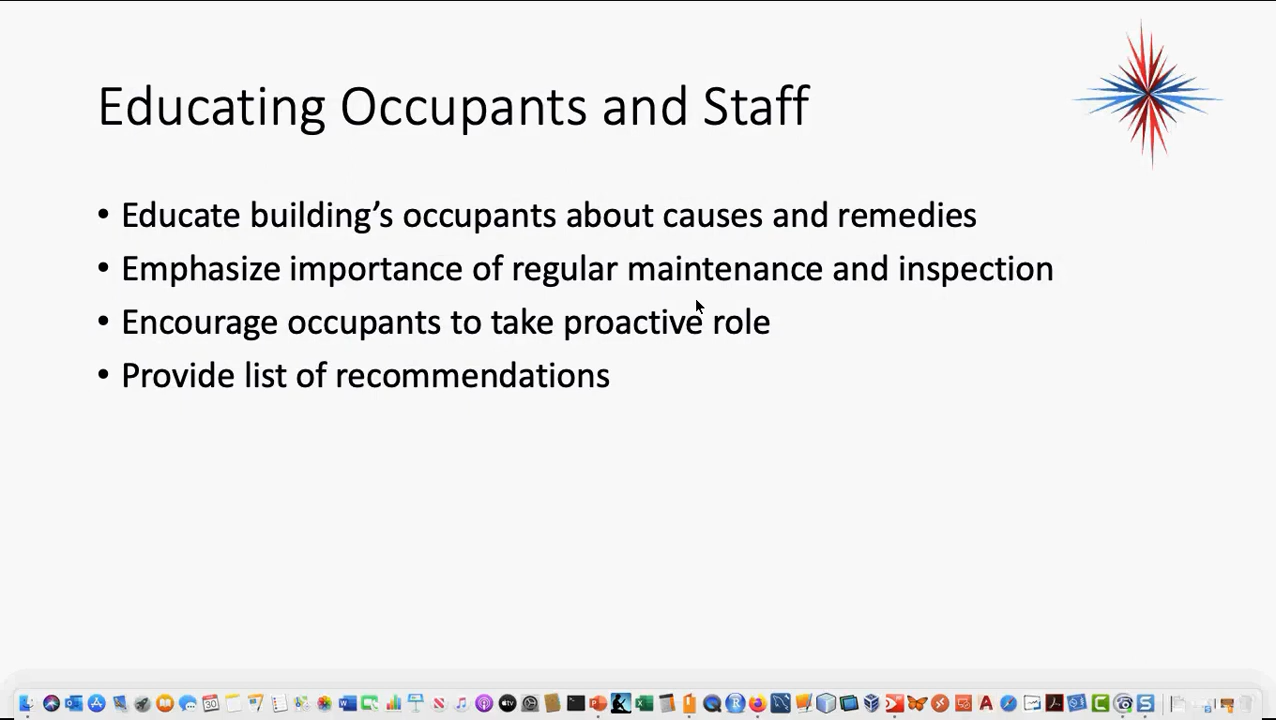 Educating Occupants and Staff
• Educate building’s occupants about causes and remedies
• Emphasize importance of regular maintenance and inspection
• Encourage occupants to take proactive role
• Provide list of recommendations
30